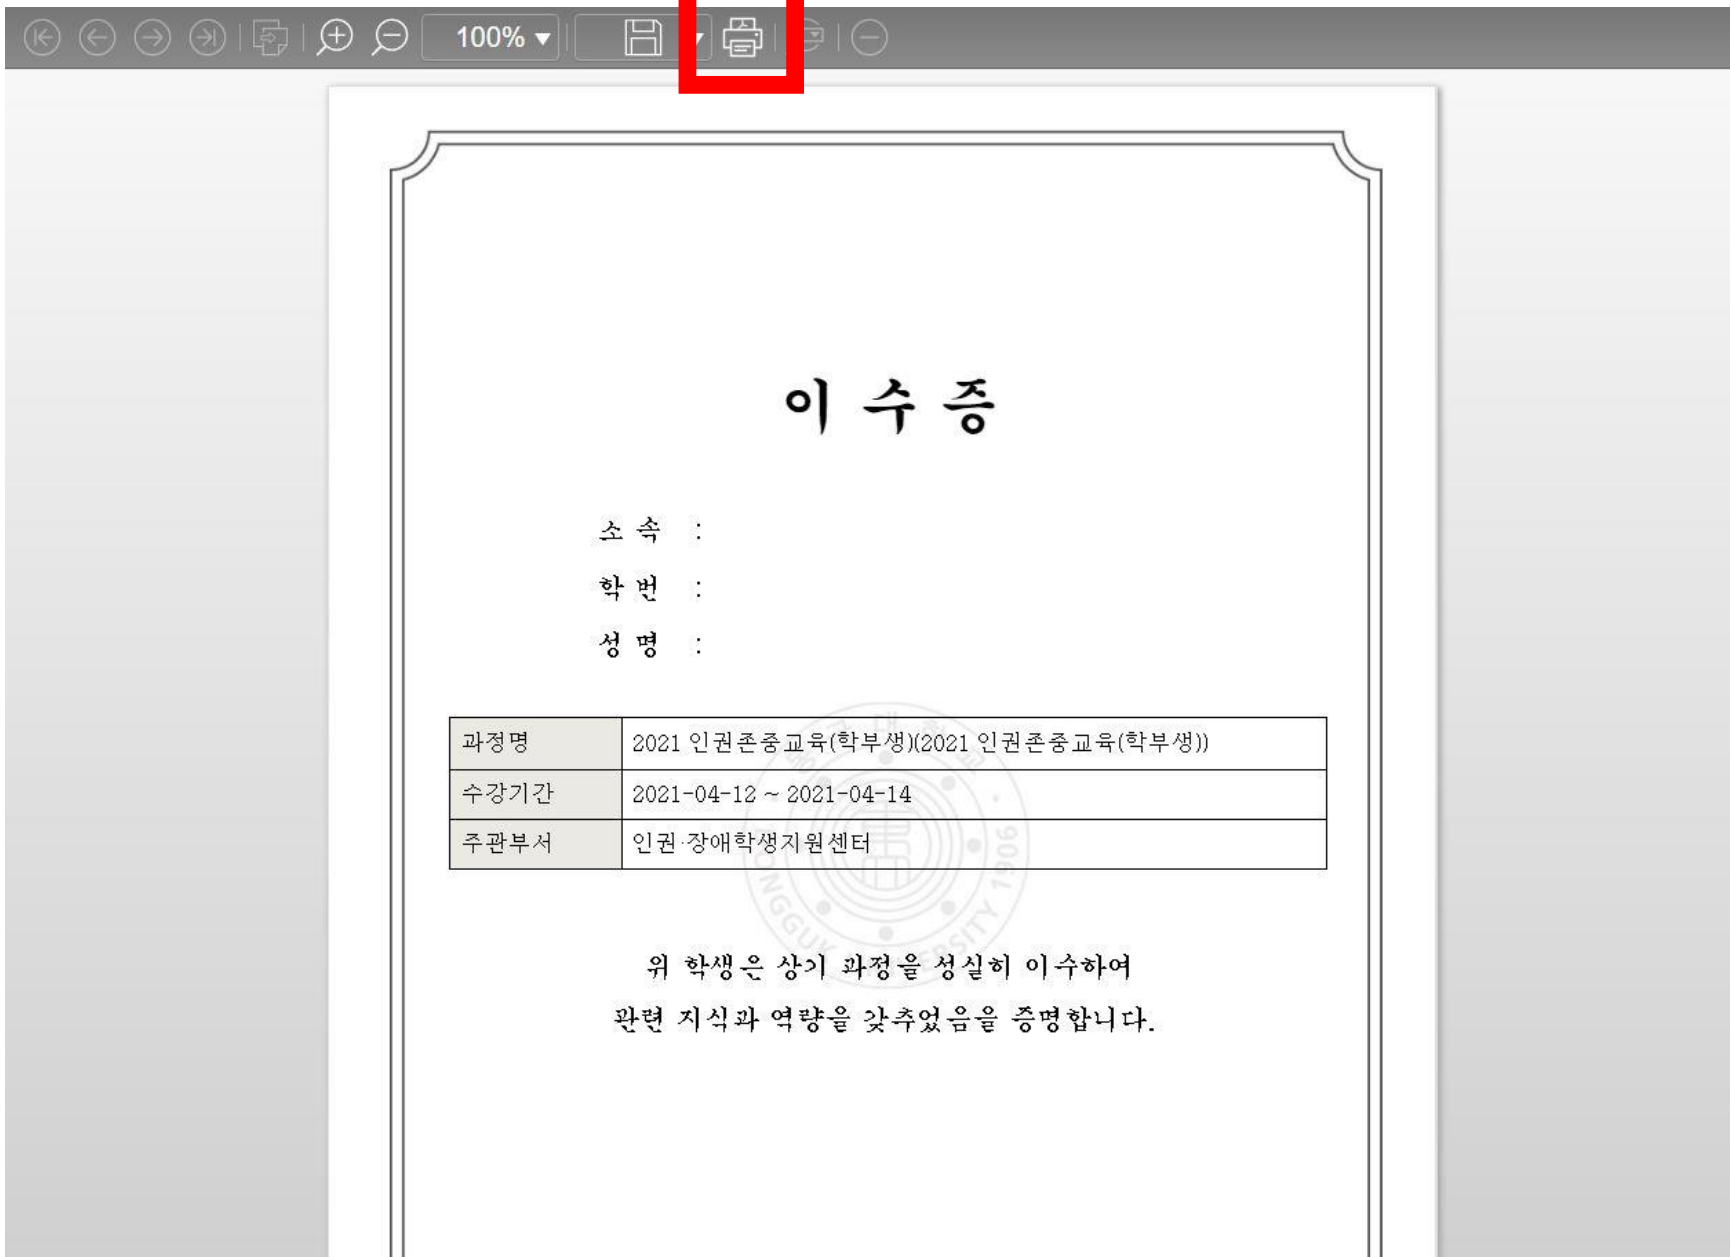 100%
이 수 증
소 속 :
학 번 :
성 명 :
과정명 2021 인권존중교육(학부생)(2021 인권존중교육(학부생))
수강기간 2021-04-12 ~ 2021-04-14
주관부서 인권·장애학생지원센터
위 학생은 상기 과정을 성실히 이수하여
관련 지식과 역량을 갖추었음을 증명합니다.